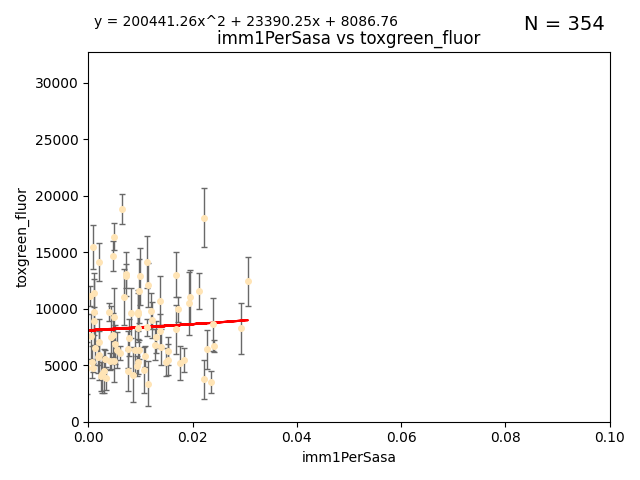 y = 200441.26x^2 + 23390.25x + 8086.76
N = 354
imm1PerSasa vs toxgreen_fluor
30000
25000
20000
15000
10000
5000
0
toxgreen_fluor
0.00
0.02
0.04
0.06
0.08
0.10
imm1PerSasa